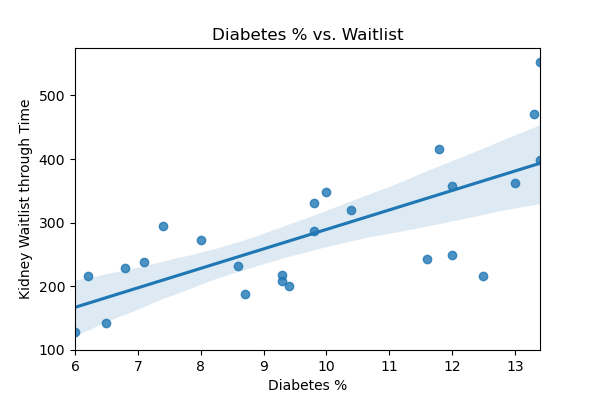 Diabetes % vs. Waitlist
Kidney Waitlist through Time
500
400
300
200
100
6 7 8 9 10 11 12 13
Diabetes %